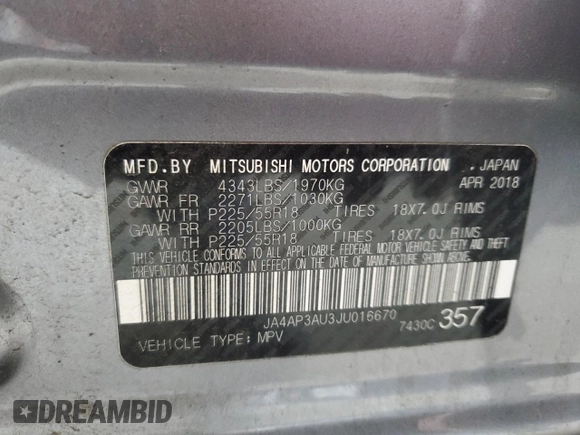 MFD.BY MITSUBISHI MOTORS CORPORATION . . JAPAN
GVWR 4343LBS/1970KG APR 2018
GAWR FR 2271LBS/1030KG
WITH P225/55R18 TIRES 18X7.0J RIMS
GAWR RR 2205LBS/1000KG
WITH P225/55R18 TIRES 18X7.0J RIMS
THIS VEHICLE CONFORMS TO ALL APPLICABLE FEDERAL MOTOR VEHICLE SAFETY AND THEFT
PREVENTION STANDARDS IN EFFECT ON THE DATE OF MANUFACTURE SHOWN ABOVE.
JA4AP3AU3JU016670
7430C 357
VEHICLE TYPE:MPV
DREAMBID